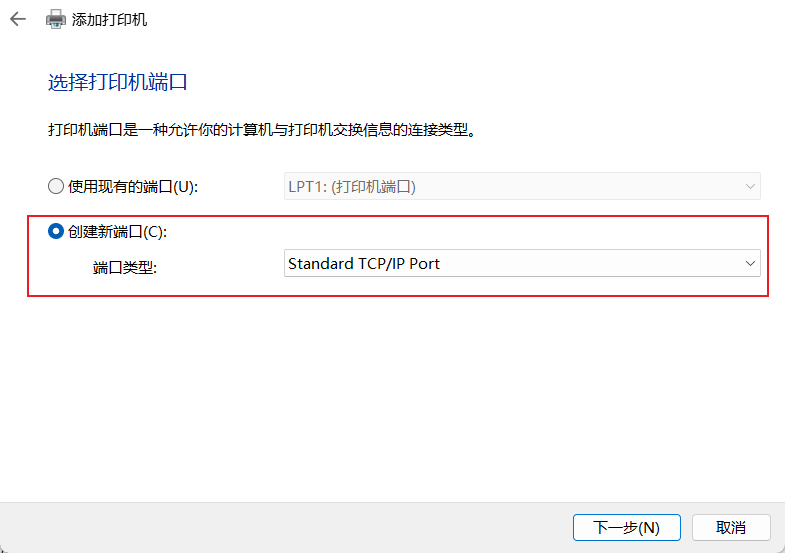 添加打印机
选择打印机端口
打印机端口是一种允许你的计算机与打印机交换信息的连接类型。
使用现有的端口(U): LPT1: (打印机端口)
创建新端口(C):
端口类型: Standard TCP/IP Port
下一步(N) 取消